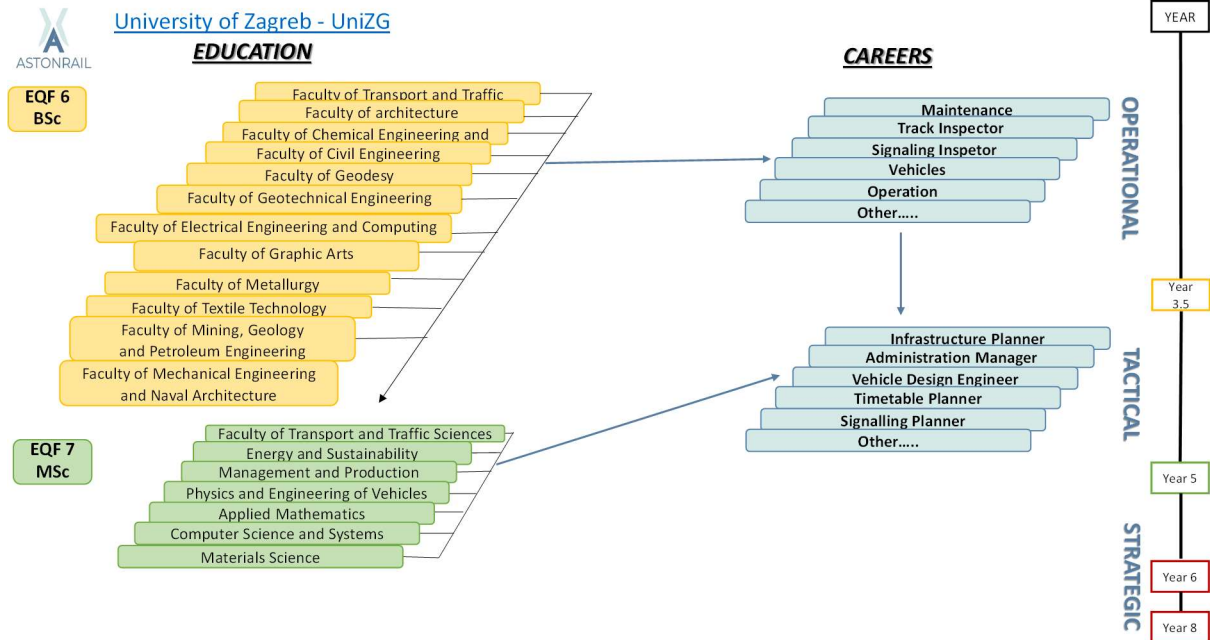 University of Zagreb - UniZG
ASTONRAIL
EDUCATION
EQF 6
BSc
Faculty of Transport and Traffic
Faculty of architecture
Faculty of Chemical Engineering and
Faculty of Civil Engineering
Faculty of Geodesy
Faculty of Geotechnical Engineering
Faculty of Electrical Engineering and Computing
Faculty of Graphic Arts
Faculty of Metallurgy
Faculty of Textile Technology
Faculty of Mining, Geology
and Petroleum Engineering
Faculty of Mechanical Engineering
and Naval Architecture
EQF 7
MSc
Faculty of Transport and Traffic Sciences
Energy and Sustainability
Management and Production
Physics and Engineering of Vehicles
Applied Mathematics
Computer Science and Systems
Materials Science
CAREERS
Maintenance
Track Inspector
Signaling Inspetor
Vehicles
Operation
Other.....
OPERATIONAL
Infrastructure Planner
Administration Manager
Vehicle Design Engineer
Timetable Planner
Signalling Planner
Other.....
TACTICAL
STRATEGIC
YEAR
Year
3.5
Year 5
Year 6
Year 8